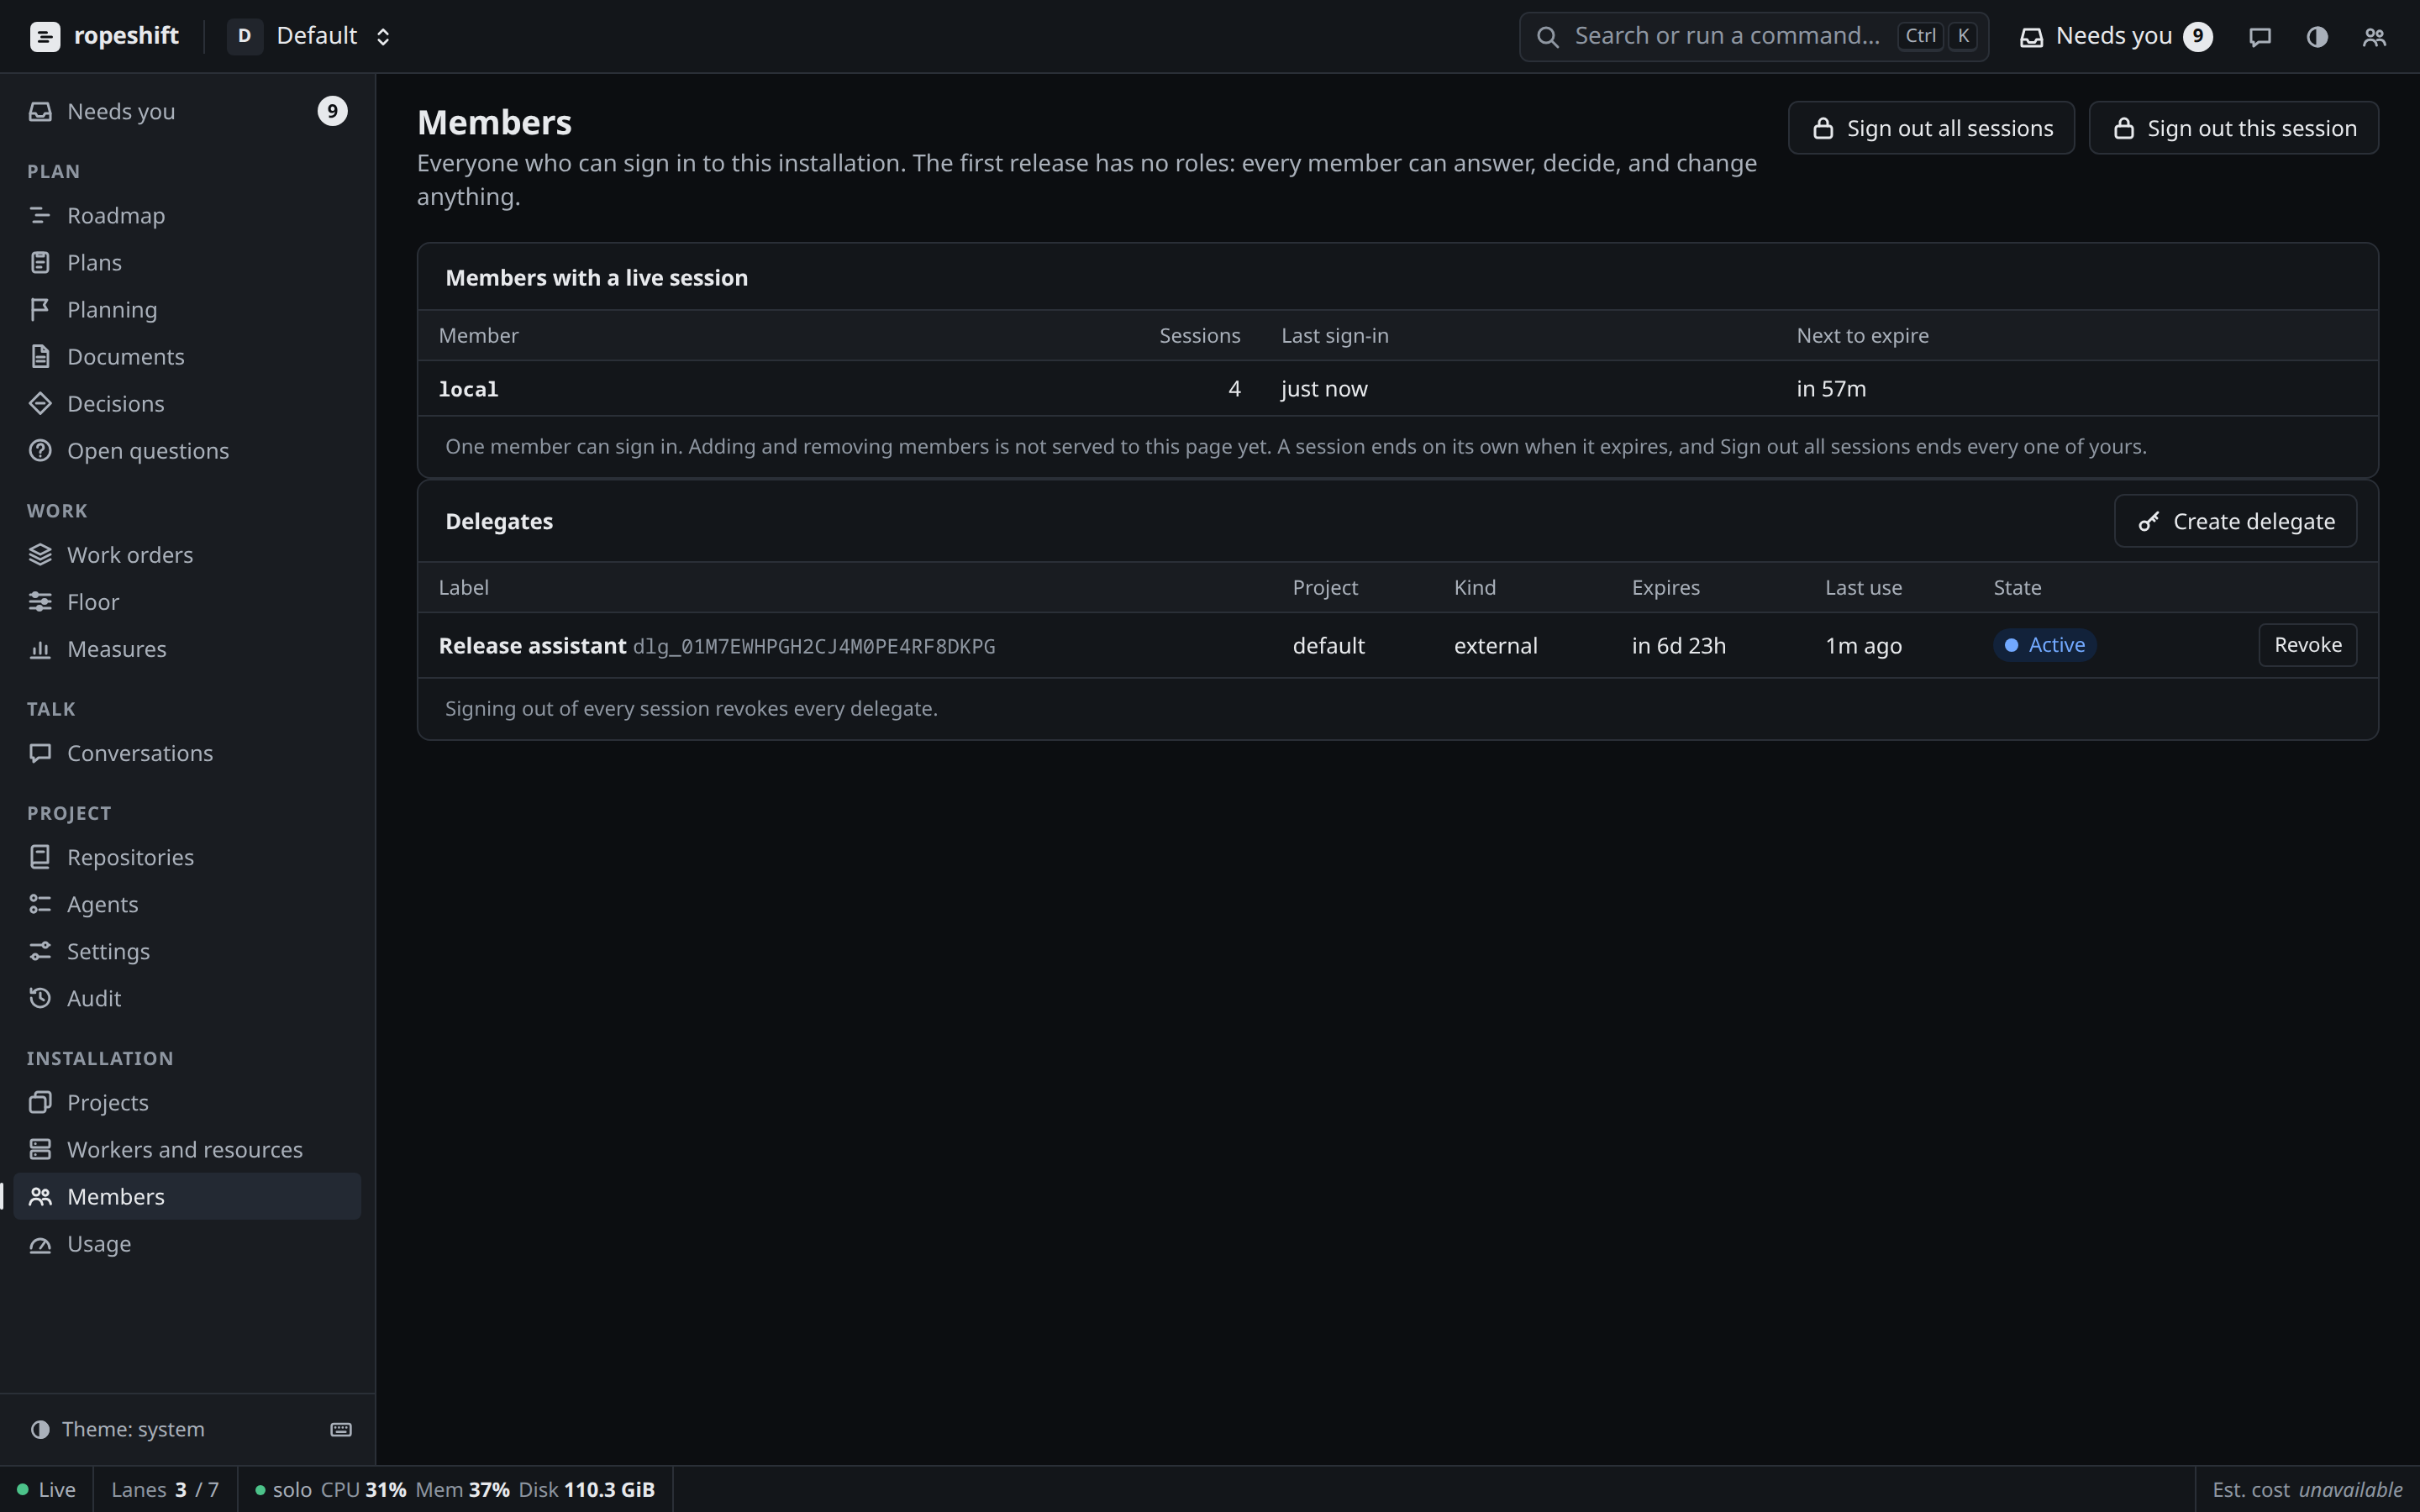 ropeshift
D Default
Search or run a command... Ctrl K
Needs you 9
Needs you 9
PLAN
Roadmap
Plans
Planning
Documents
Decisions
Open questions
WORK
Work orders
Floor
Measures
TALK
Conversations
PROJECT
Repositories
Agents
Settings
Audit
INSTALLATION
Projects
Workers and resources
Members
Usage
Theme: system
Members
Everyone who can sign in to this installation. The first release has no roles: every member can answer, decide, and change
anything.
Sign out all sessions
Sign out this session
Members with a live session
Member Sessions Last sign-in Next to expire
local 4 just now in 57m
One member can sign in. Adding and removing members is not served to this page yet. A session ends on its own when it expires, and Sign out all sessions ends every one of yours.
Delegates
Create delegate
Label Project Kind Expires Last use State
Release assistant dlg_01M7EWHPGH2CJ4M0PE4RF8DKPG default external in 6d 23h 1m ago Active Revoke
Signing out of every session revokes every delegate.
Live Lanes 3 / 7 solo CPU 31% Mem 37% Disk 110.3 GiB Est. cost unavailable